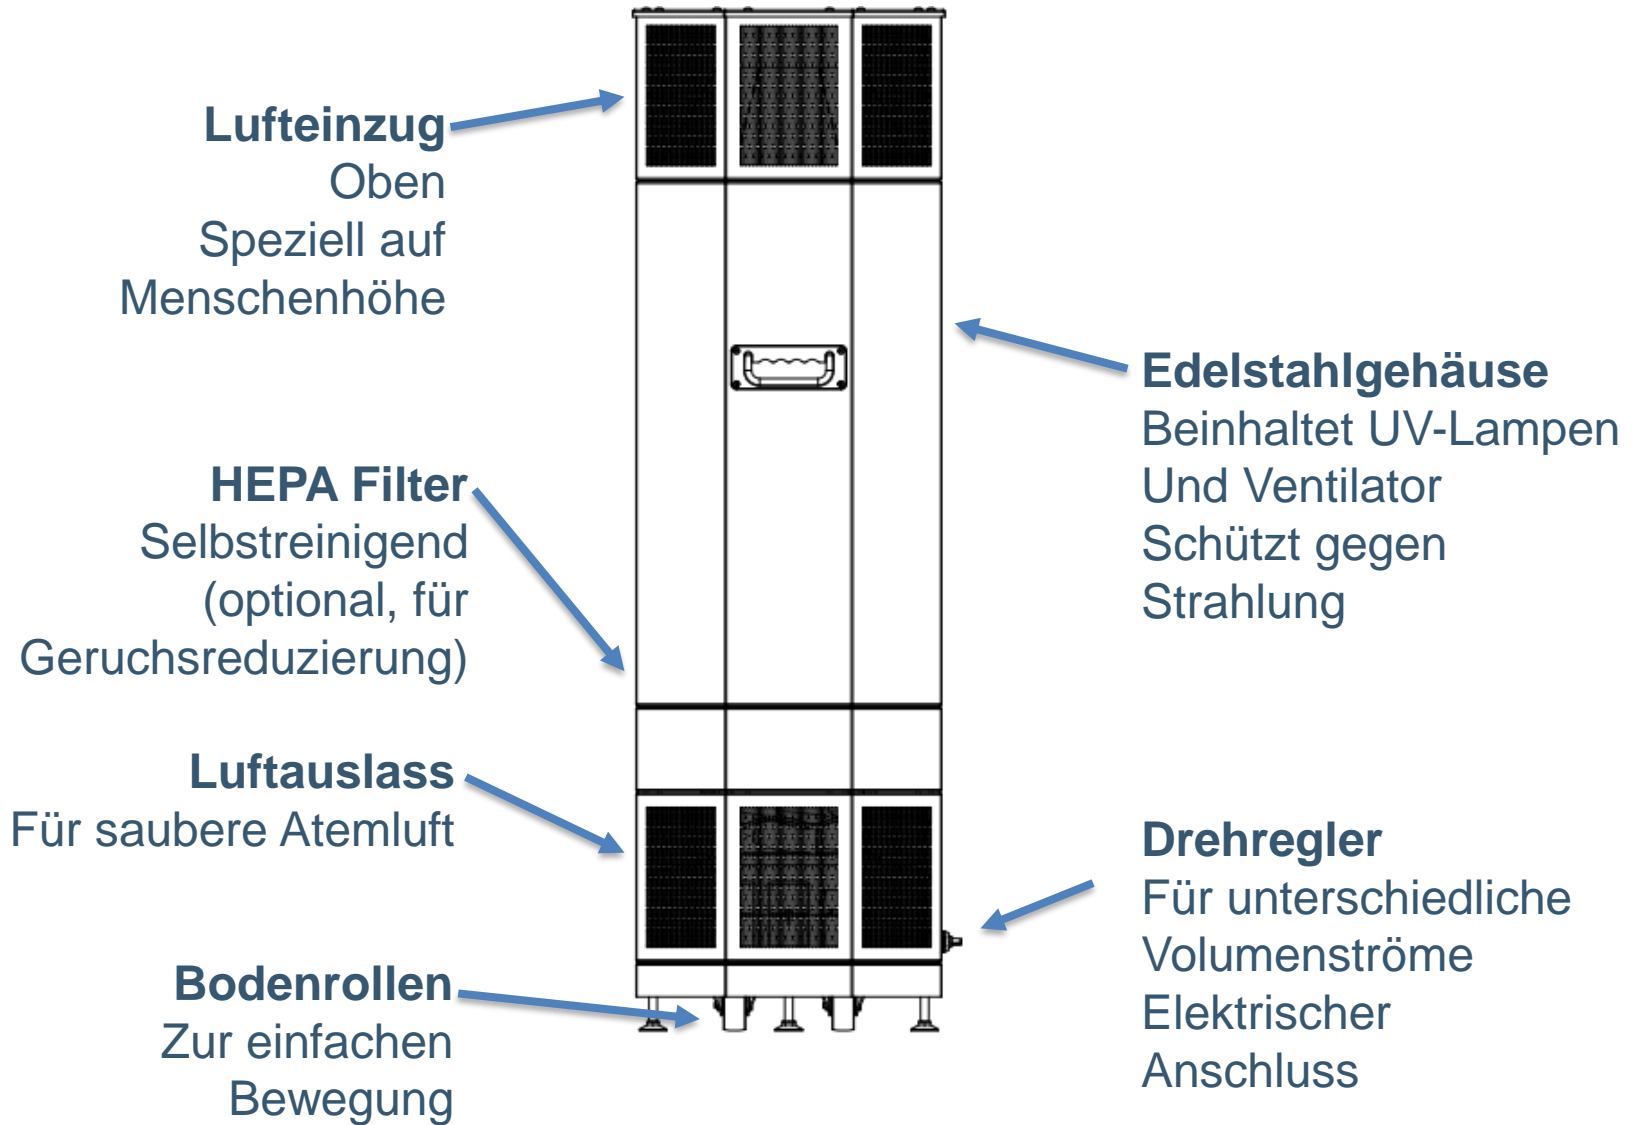 Lufteinzug
Oben
Speziell auf
Menschenhöhe
HEPA Filter
Selbstreinigend
(optional, für
Geruchsreduzierung)
Luftauslass
Für saubere Atemluft
Bodenrollen
Zur einfachen
Bewegung
Edelstahlgehäuse
Beinhaltet UV-Lampen
Und Ventilator
Schützt gegen
Strahlung
Drehregler
Für unterschiedliche
Volumenströme
Elektrischer
Anschluss